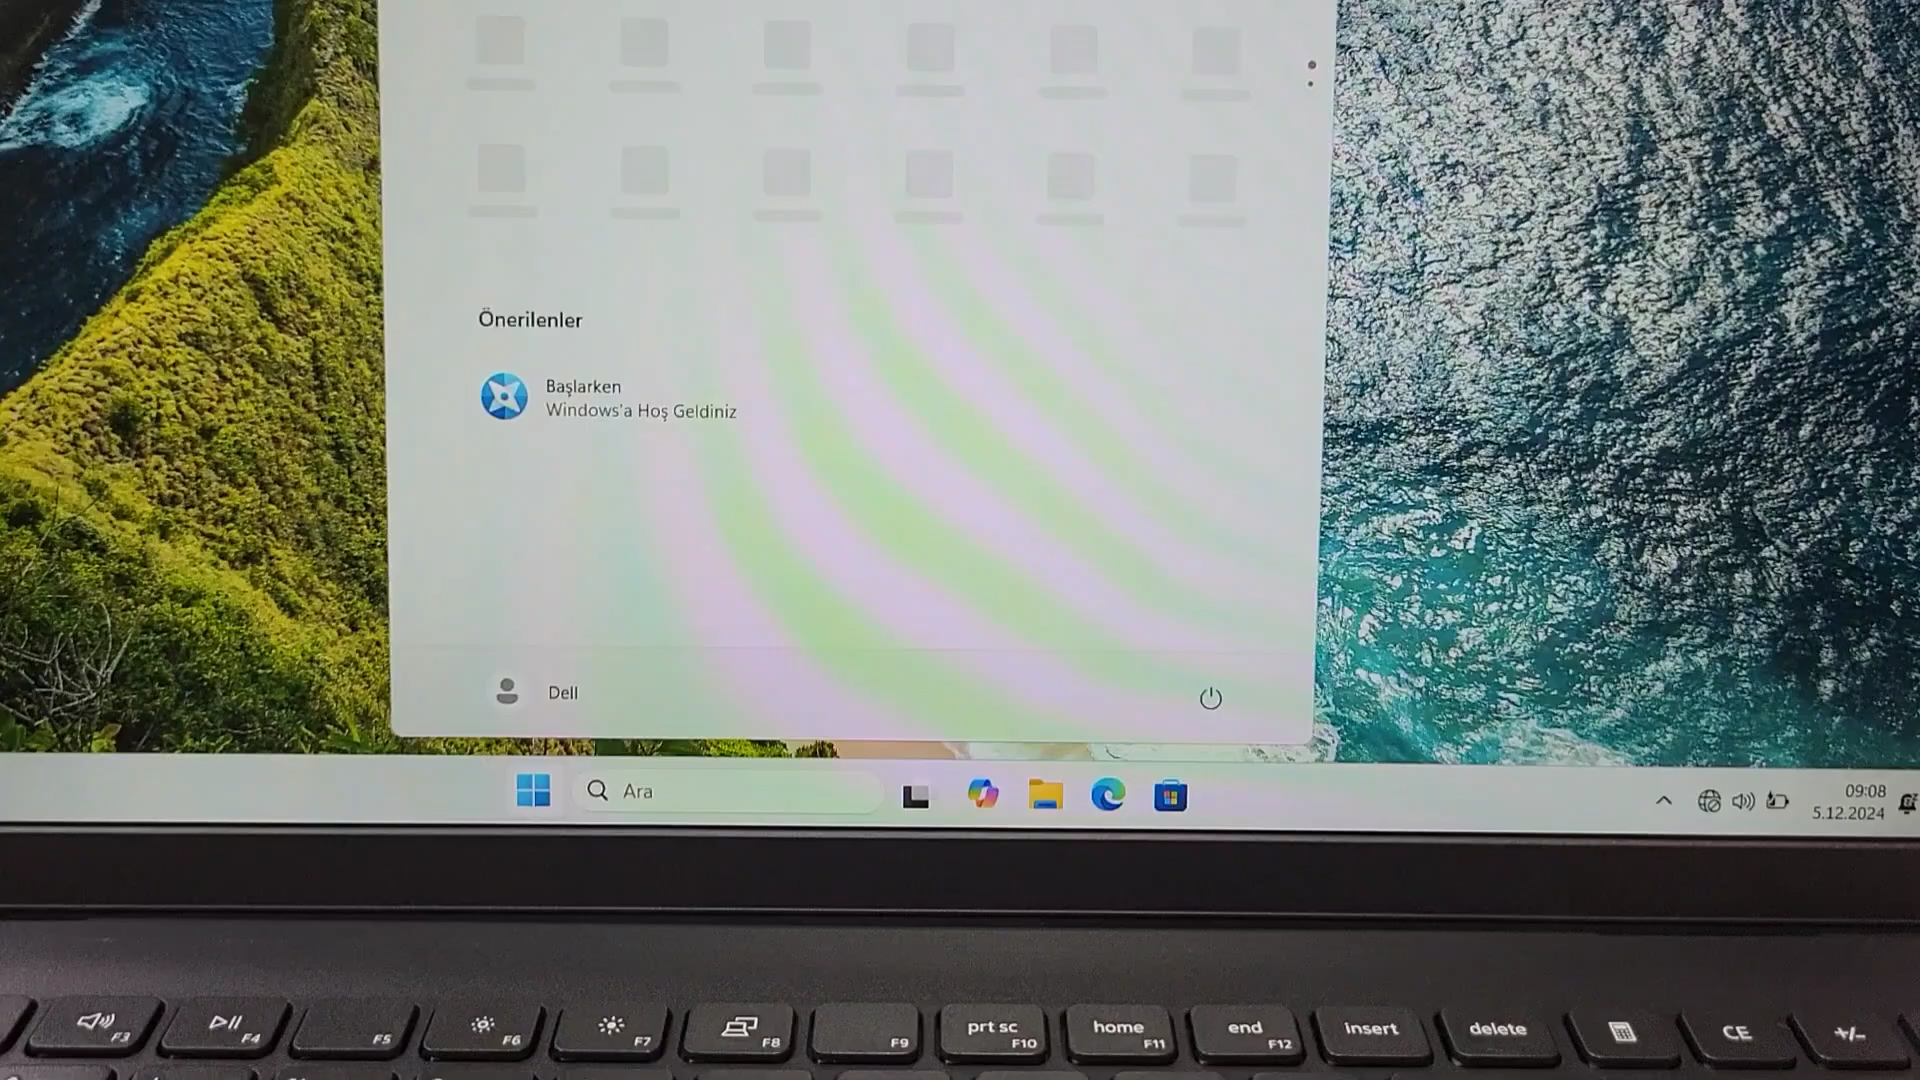 Önerilenler
Başlarken
Windows'a Hoş Geldiniz
Dell
Ara
09:08
5.12.2024
F3
F4
F5
F6
F7
F8
F9
prt sc
F10
home
F11
end
F12
insert
delete
CE
+/-